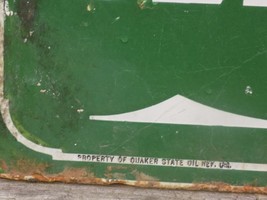 PROPERTY OF QUAKER STATE OIL REF. CO.